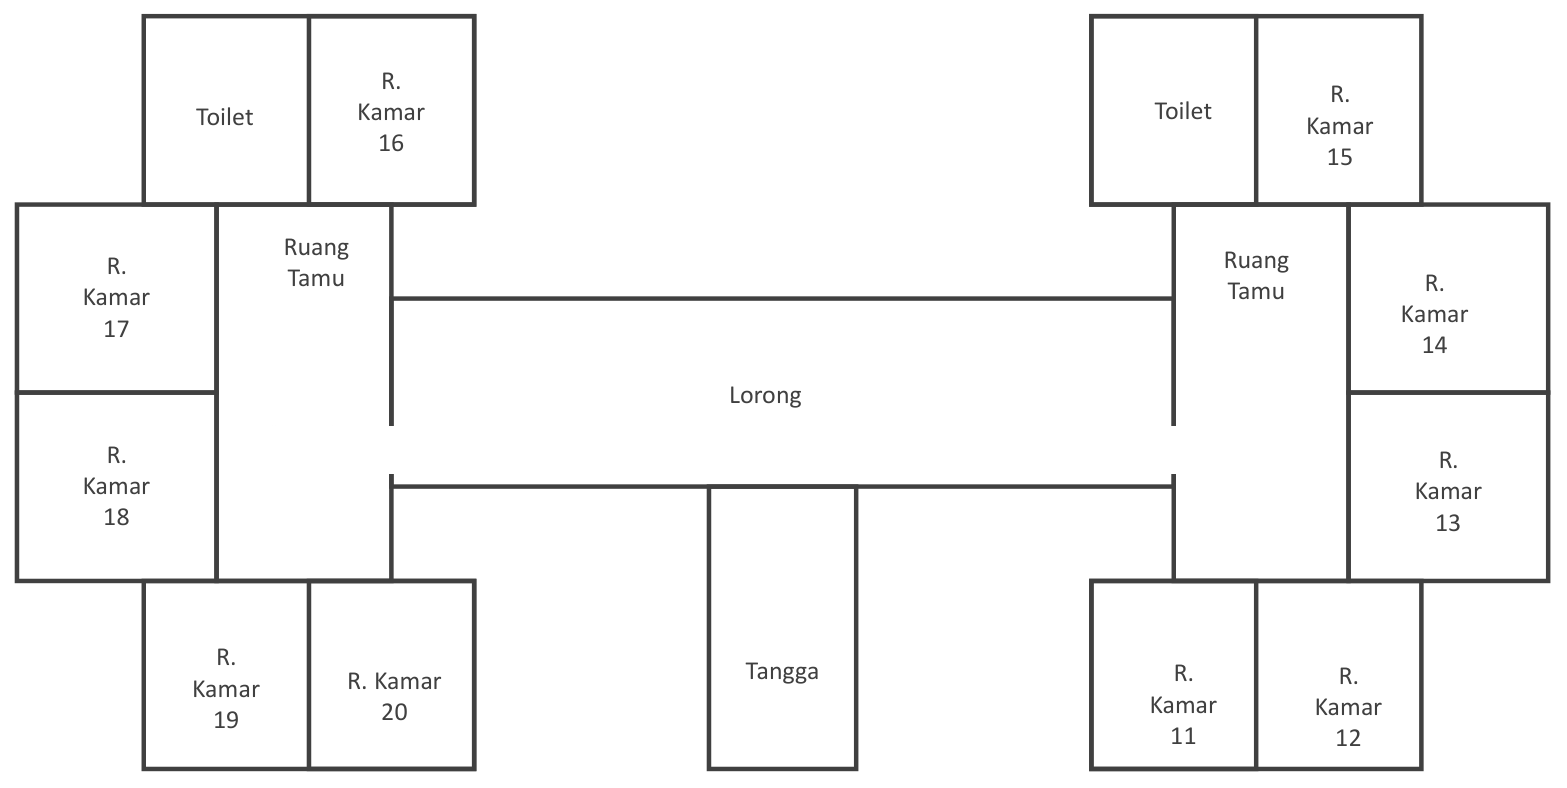 Toilet
R.
Kamar
16
Toilet
R.
Kamar
15
R.
Kamar
17
Ruang
Tamu
Ruang
Tamu
R.
Kamar
14
Lorong
R.
Kamar
18
R.
Kamar
13
R.
Kamar
19
R. Kamar
20
Tangga
R.
Kamar
11
R.
Kamar
12